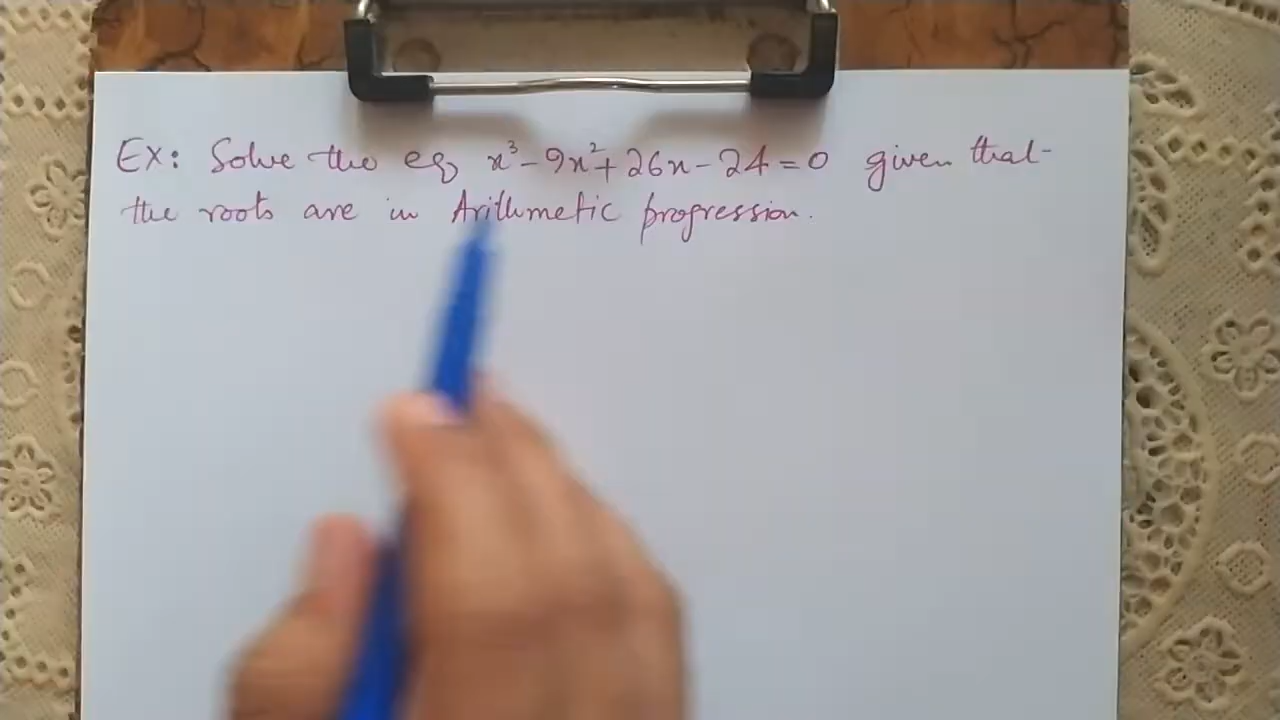 Ex: Solve the eq x³ - 9x² + 26x - 24 = 0 given that
the roots are in Arithmetic progression.